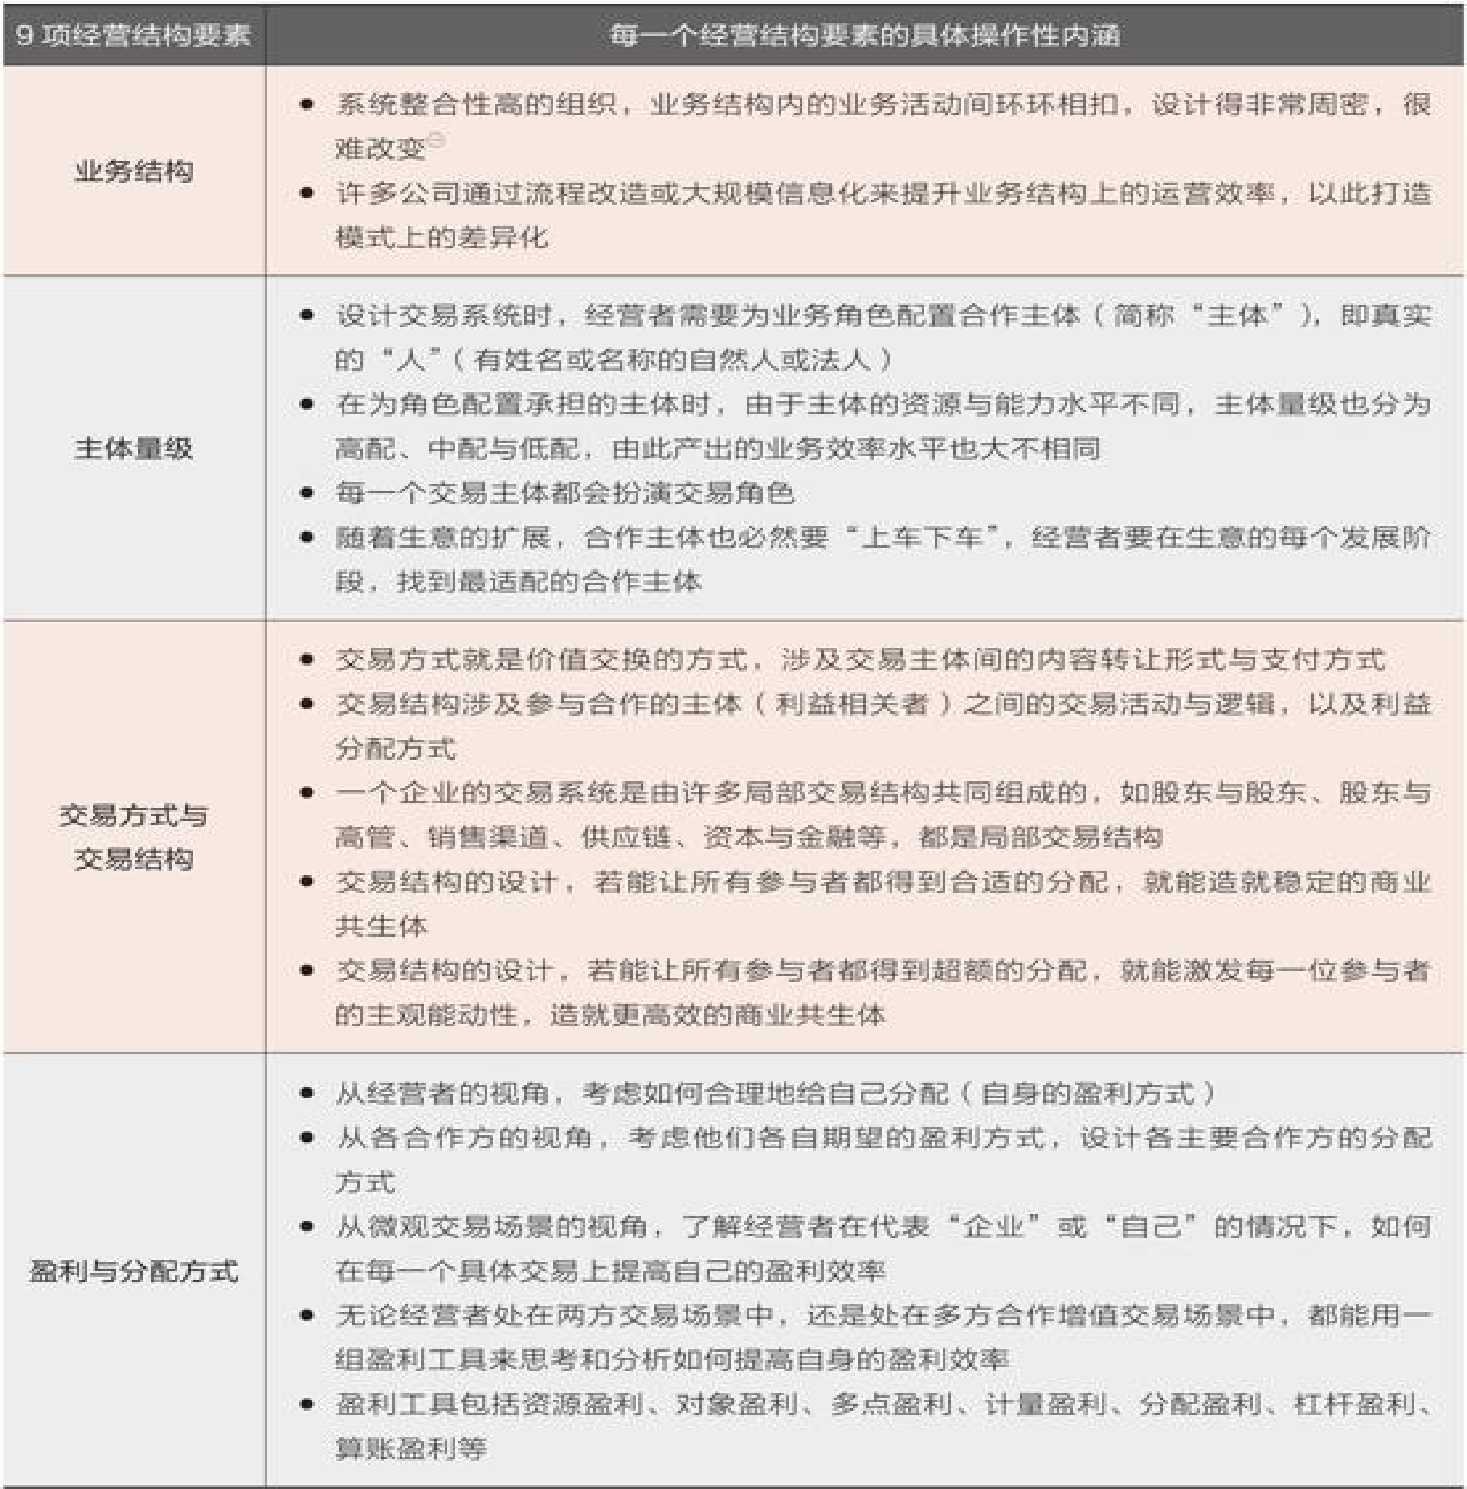 9 项经营结构要素
每一个经营结构要素的具体操作性内涵
业务结构
● 系统整合性高的组织，业务结构内的业务活动间环环相扣，设计得非常周密，很
难改变㊀
● 许多公司通过流程改造或大规模信息化来提升业务结构上的运营效率，以此打造
模式上的差异化
主体量级
● 设计交易系统时，经营者需要为业务角色配置合作主体（简称“主体”），即真实
的“人”（有姓名或名称的自然人或法人）
● 在为角色配置承担的主体时，由于主体的资源与能力水平不同，主体量级也分为
高配、中配与低配，由此产出的业务效率水平也大不相同
● 每一个交易主体都会扮演交易角色
● 随着生意的扩展，合作主体也必然要“上车下车”，经营者要在生意的每个发展阶
段，找到最适配的合作主体
交易方式与
交易结构
● 交易方式就是价值交换的方式，涉及交易主体间的内容转让形式与支付方式
● 交易结构涉及参与合作的主体（利益相关者）之间的交易活动与逻辑，以及利益
分配方式
● 一个企业的交易系统是由许多局部交易结构共同组成的，如股东与股东、股东与
高管、销售渠道、供应链、资本与金融等，都是局部交易结构
● 交易结构的设计，若能让所有参与者都得到合适的分配，就能造就稳定的商业
共生体
● 交易结构的设计，若能让所有参与者都得到超额的分配，就能激发每一位参与者
的主观能动性，造就更高效的商业共生体
盈利与分配方式
● 从经营者的视角，考虑如何合理地给自己分配（自身的盈利方式）
● 从各合作方的视角，考虑他们各自期望的盈利方式，设计各主要合作方的分配
方式
● 从微观交易场景的视角，了解经营者在代表“企业”或“自己”的情况下，如何
在每一个具体交易上提高自己的盈利效率
● 无论经营者处在两方交易场景中，还是处在多方合作增值交易场景中，都能用一
组盈利工具来思考和分析如何提高自身的盈利效率
● 盈利工具包括资源盈利、对象盈利、多点盈利、计量盈利、分配盈利、杠杆盈利、
算账盈利等